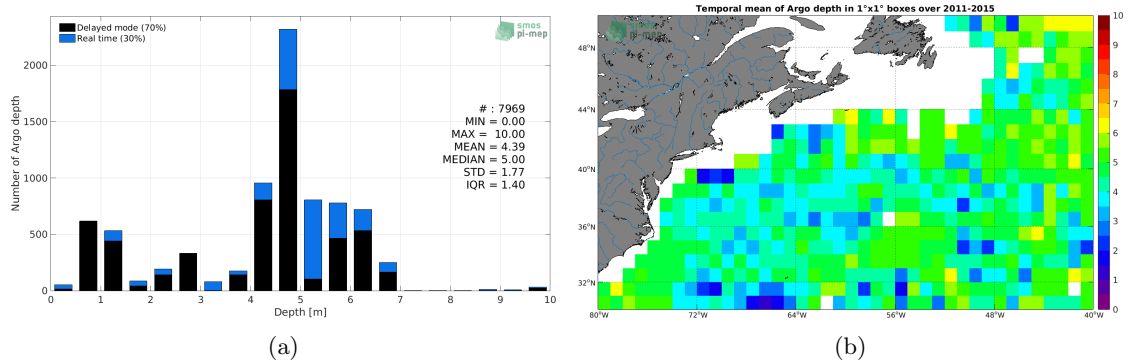 Delayed mode (70%)
Real time (30%)
smos
pi-mep
Number of Argo depth
2000
1500
1000
500
0
# : 7969
MIN = 0.00
MAX = 10.00
MEAN = 4.39
MEDIAN = 5.00
STD = 1.77
IQR = 1.40
0 1 2 3 4 5 6 7 8 9 10
Depth [m]
(a)
Temporal mean of Argo depth in 1°x1° boxes over 2011-2015
smos
pi-mep
48°N
44°N
40°N
36°N
32°N
80°W 72°W 64°W 56°W 48°W 40°W
10
9
8
7
6
5
4
3
2
1
0
(b)